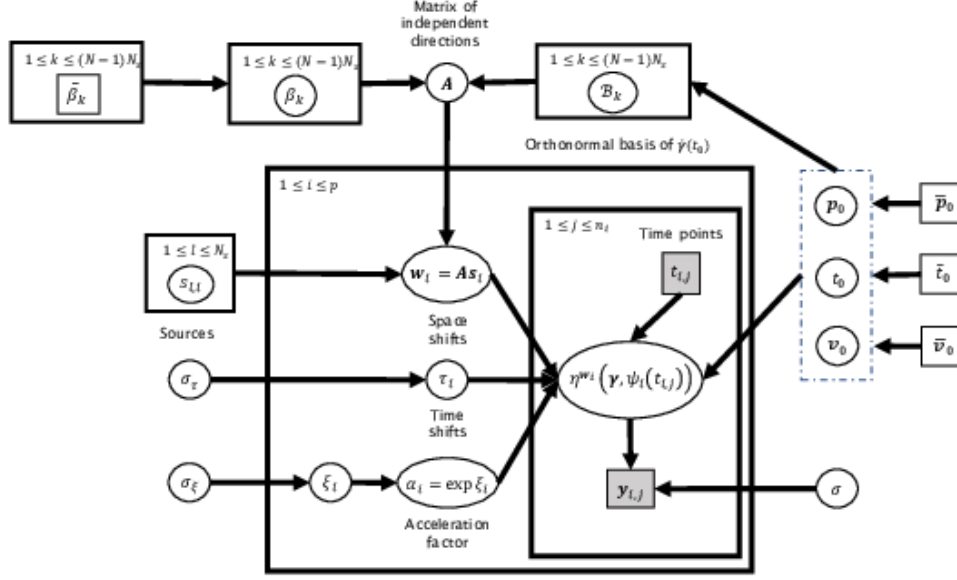 Matrix of
independent
directions
1 ≤ k ≤ (N − 1)N_s
β̄_k
1 ≤ k ≤ (N − 1)N_s
β_k
A
1 ≤ k ≤ (N − 1)N_s
ℬ_k
Orthonormal basis of γ̇(t_0)
1 ≤ i ≤ p
p_0
p̄_0
1 ≤ j ≤ n_i
Time points
1 ≤ l ≤ N_s
s_{l,i}
w_i = As_i
t_{i,j}
t_0
t̄_0
Sources
Space
shifts
v_0
v̄_0
σ_τ
τ_i
η^{w_i}(γ, ψ_i(t_{i,j}))
Time
shifts
σ_ξ
ξ_i
α_i = exp ξ_i
y_{i,j}
σ
Acceleration
factor